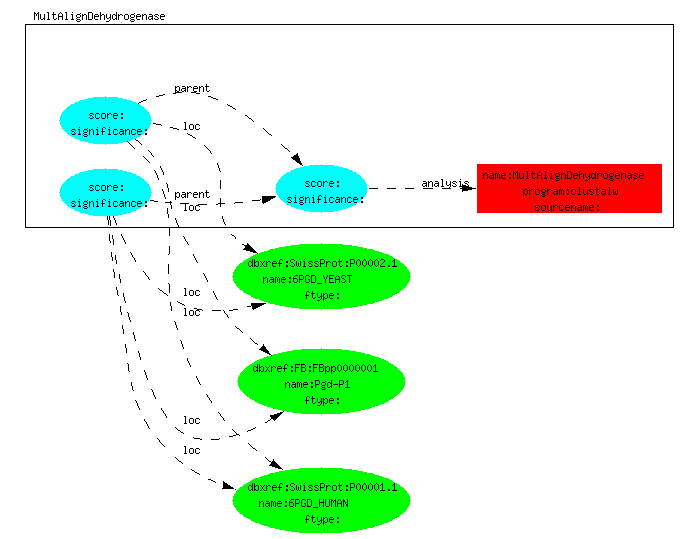 MultAlignDehydrogenase
parent
score:
significance:
loc
score:
significance:
parent
loc
score:
significance:
analysis
name:MultAlignDehydrogenase
program:clustalw
sourcename:
dbxref:SwissProt:P00002.1
name:6PGD_YEAST
ftype:
loc
loc
dbxref:FB:FBpp0000001
name:Pgd-P1
ftype:
loc
loc
dbxref:SwissProt:P00001.1
name:6PGD_HUMAN
ftype: